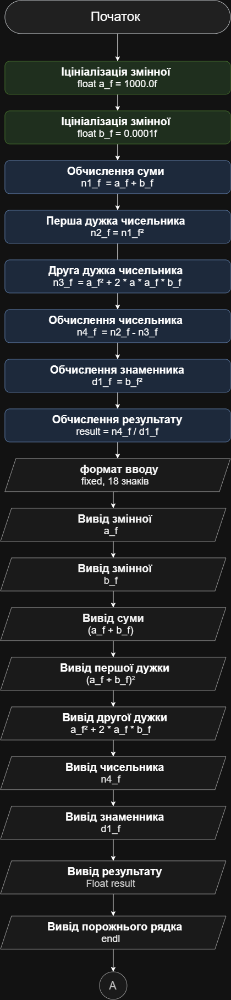 Початок
Іцініалізація змінної
float a_f = 1000.0f
Іцініалізація змінної
float b_f = 0.0001f
Обчислення суми
n1_f = a_f + b_f
Перша дужка чисельника
n2_f = n1_f²
Друга дужка чисельника
n3_f = a_f² + 2 * a* a_f* b_f
Обчислення чисельника
n4_f = n2_f - n3_f
Обчислення знаменника
d1_f = b_f²
Обчислення результату
result = n4_f / d1_f
формат вводу
fixed, 18 знаків
Вивід змінної
a_f
Вивід змінної
b_f
Вивід суми
(a_f + b_f)
Вивід першої дужки
(a_f + b_f)²
Вивід другої дужки
a_f² + 2 * a_f * b_f
Вивід чисельника
n4_f
Вивід знаменника
d1_f
Вивід результату
Float result
Вивід порожнього рядка
endl
A